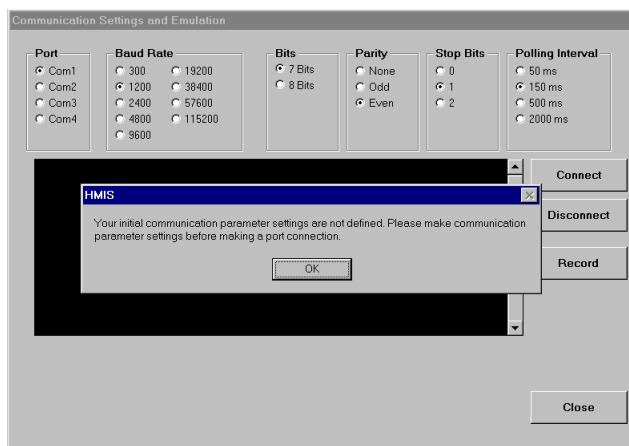 Communication Settings and Emulation
Port
Com1
Com2
Com3
Com4
Baud Rate
300
1200
2400
4800
9600
19200
38400
57600
115200
Bits
7 Bits
8 Bits
Parity
None
Odd
Even
Stop Bits
0
1
2
Polling Interval
50 ms
150 ms
500 ms
2000 ms
Connect
Disconnect
Record
Close
HMIS
Your initial communication parameter settings are not defined. Please make communication
parameter settings before making a port connection.
OK